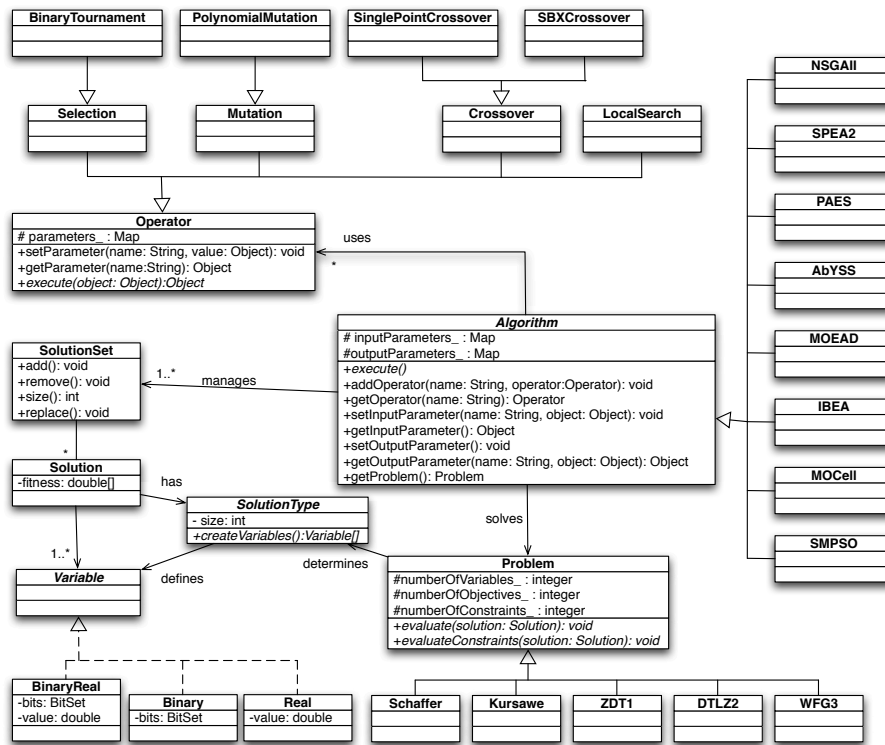 BinaryTournament
PolynomialMutation
SinglePointCrossover
SBXCrossover
NSGAII
Selection
Mutation
Crossover
LocalSearch
SPEA2
PAES
Operator
# parameters_ : Map
+setParameter(name: String, value: Object): void
+getParameter(name:String): Object
+execute(object: Object):Object
uses
*
AbYSS
Algorithm
# inputParameters_ : Map
#outputParameters_ : Map
+execute()
+addOperator(name: String, operator:Operator): void
+getOperator(name: String): Operator
+setInputParameter(name: String, object: Object): void
+getInputParameter(): Object
+setOutputParameter(): void
+getOutputParameter(name: String, object: Object): Object
+getProblem(): Problem
MOEAD
SolutionSet
+add(): void
+remove(): void
+size(): int
+replace(): void
1..*
manages
IBEA
*
Solution
-fitness: double[]
has
MOCell
SolutionType
- size: int
+createVariables():Variable[]
solves
SMPSO
1..*
defines
determines
Variable
Problem
#numberOfVariables_ : integer
#numberOfObjectives_ : integer
#numberOfConstraints_ : integer
+evaluate(solution: Solution): void
+evaluateConstraints(solution: Solution): void
BinaryReal
-bits: BitSet
-value: double
Binary
-bits: BitSet
Real
-value: double
Schaffer
Kursawe
ZDT1
DTLZ2
WFG3